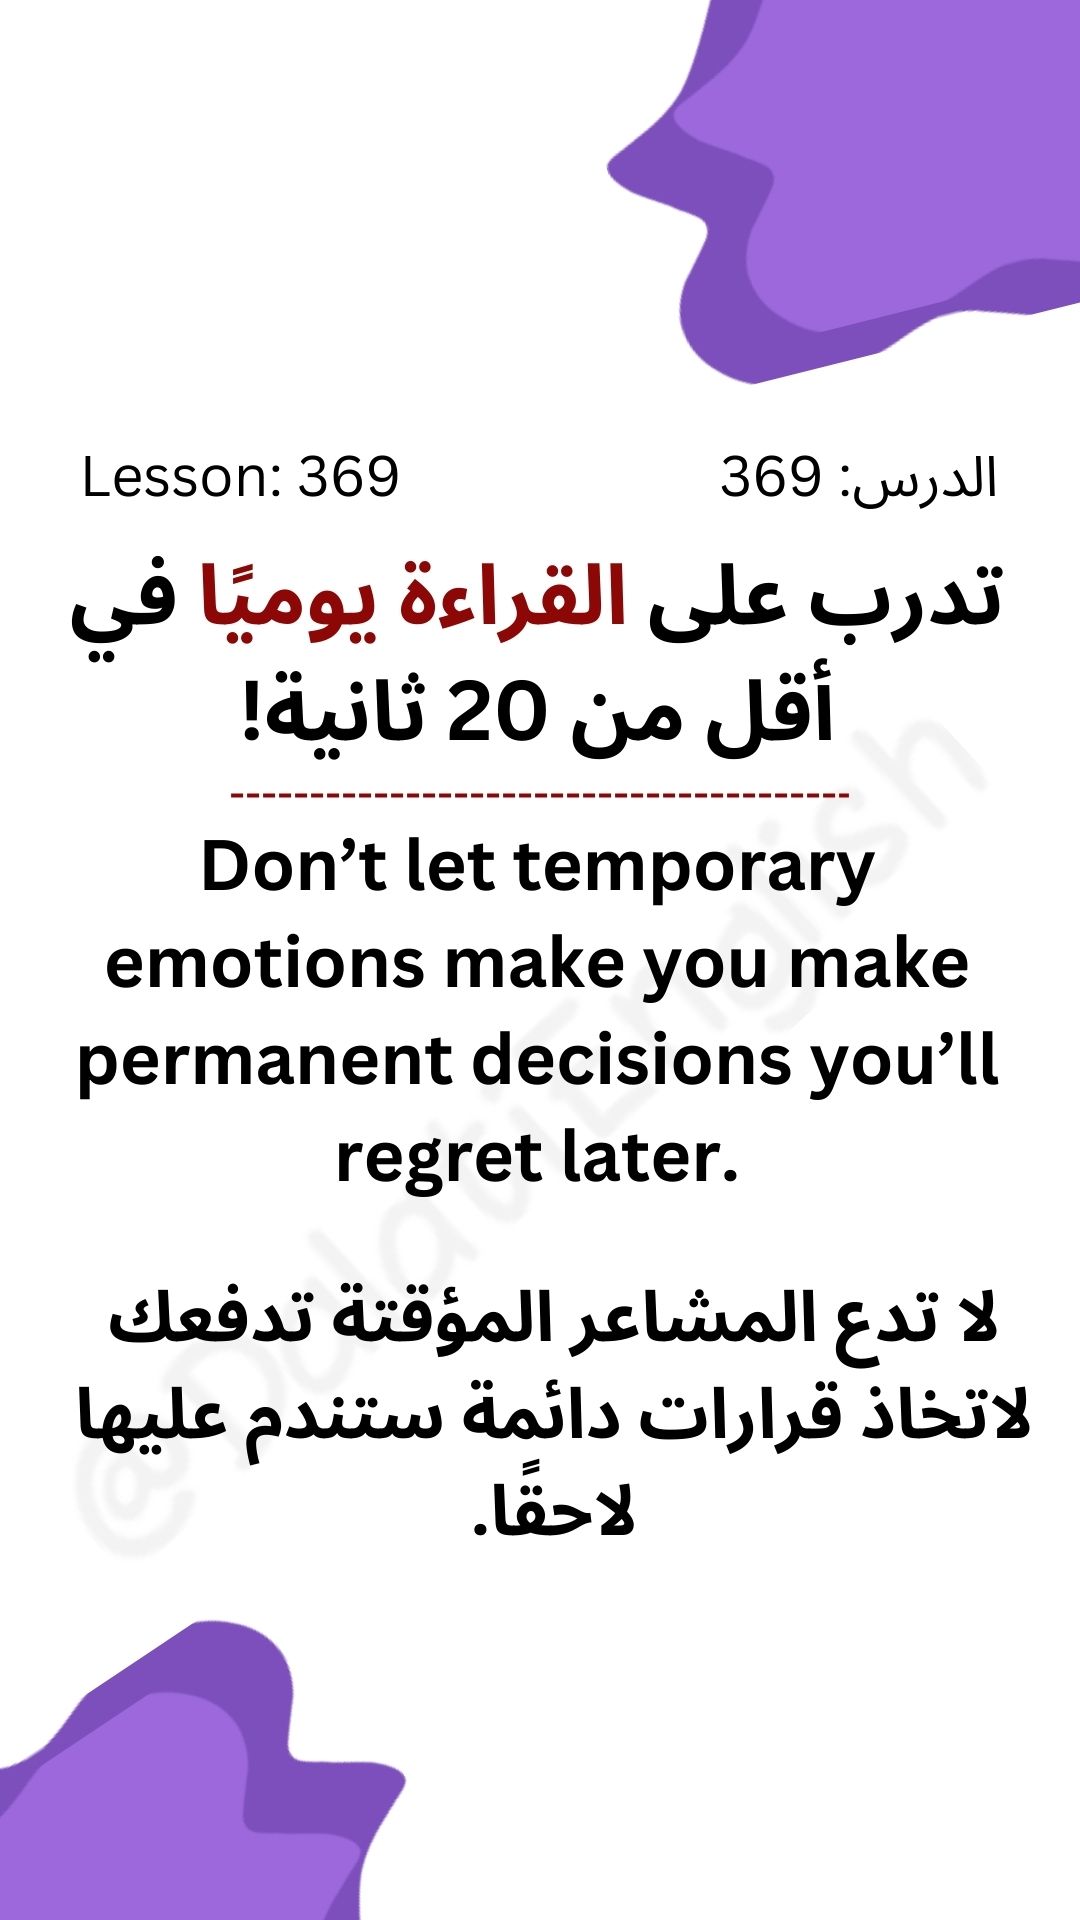 Lesson: 369
الدرس: 369
تدرب على القراءة يوميًا في
أقل من 20 ثانية!
Don’t let temporary
emotions make you make
permanent decisions you’ll
regret later.
لا تدع المشاعر المؤقتة تدفعك
لاتخاذ قرارات دائمة ستندم عليها
لاحقًا.
@DalatiEnglish